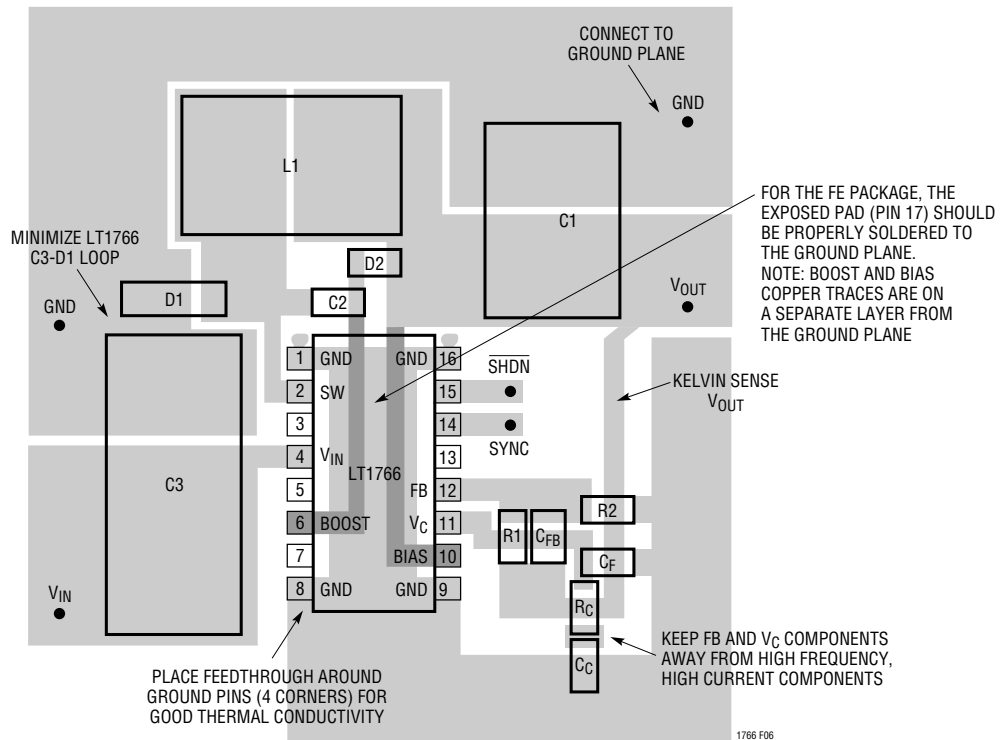 CONNECT TO
GROUND PLANE
GND
L1
C1
FOR THE FE PACKAGE, THE
EXPOSED PAD (PIN 17) SHOULD
BE PROPERLY SOLDERED TO
THE GROUND PLANE.
NOTE: BOOST AND BIAS
COPPER TRACES ARE ON
A SEPARATE LAYER FROM
THE GROUND PLANE
MINIMIZE LT1766
C3-D1 LOOP
D2
D1
C2
GND
VOUT
1 GND
GND 16
SHDN
2 SW
15
KELVIN SENSE
VOUT
3
14
SYNC
4 VIN
13
LT1766
C3
5
FB 12
R2
6 BOOST
VC 11
R1
CFB
7
BIAS 10
CF
8 GND
GND 9
VIN
RC
CC
KEEP FB AND VC COMPONENTS
AWAY FROM HIGH FREQUENCY,
HIGH CURRENT COMPONENTS
PLACE FEEDTHROUGH AROUND
GROUND PINS (4 CORNERS) FOR
GOOD THERMAL CONDUCTIVITY
1766 F06